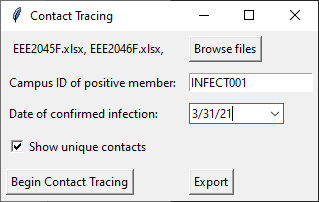 Contact Tracing
EEE2045F.xlsx, EEE2046F.xlsx, Browse files
Campus ID of positive member: INFECT001
Date of confirmed infection: 3/31/21
Show unique contacts
Begin Contact Tracing Export